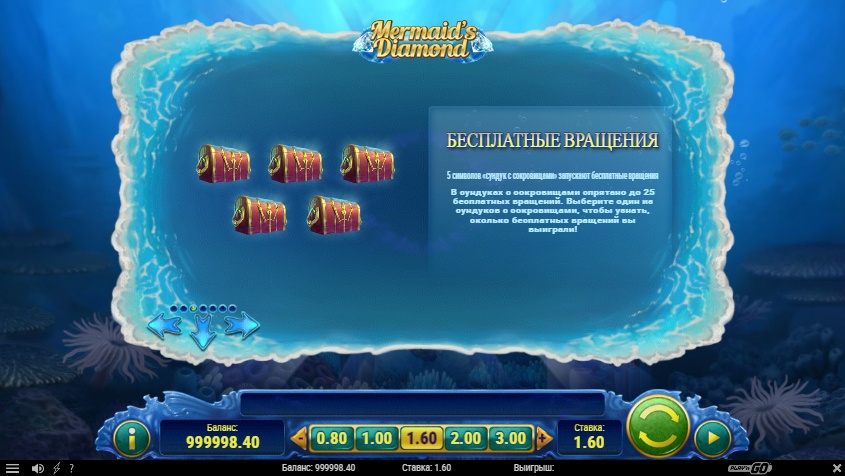 Mermaid's
Diamond
БЕСПЛАТНЫЕ ВРАЩЕНИЯ
5 символов «сундук с сокровищами» запускают бесплатные вращения
В сундуках с сокровищами спрятано до 25
бесплатных вращений. Выберите один из
сундуков с сокровищами, чтобы узнать,
сколько бесплатных вращений вы
выиграли!
Баланс:
999998.40
- 0.80 1.00 1.60 2.00 3.00 +
Ставка:
1.60
? Баланс: 999998.40 Ставка: 1.60 Выигрыш: